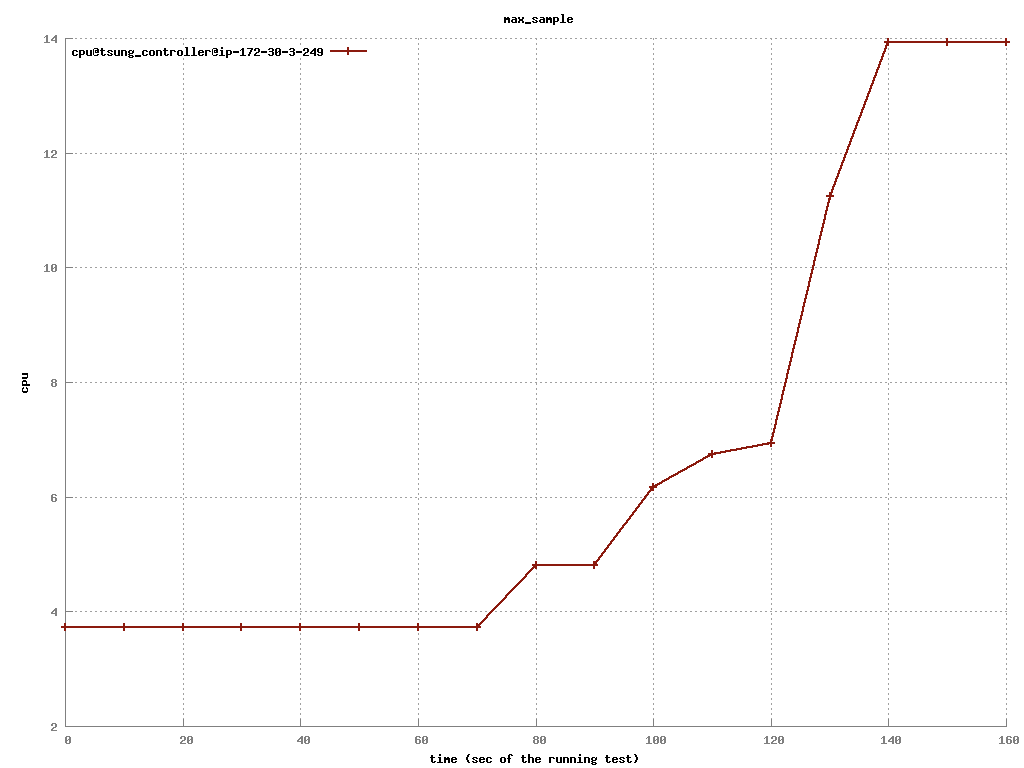 max_sample
14
cpu@tsung_controller@ip-172-30-3-249
12
10
8
cpu
6
4
2
0 20 40 60 80 100 120 140 160
time (sec of the running test)